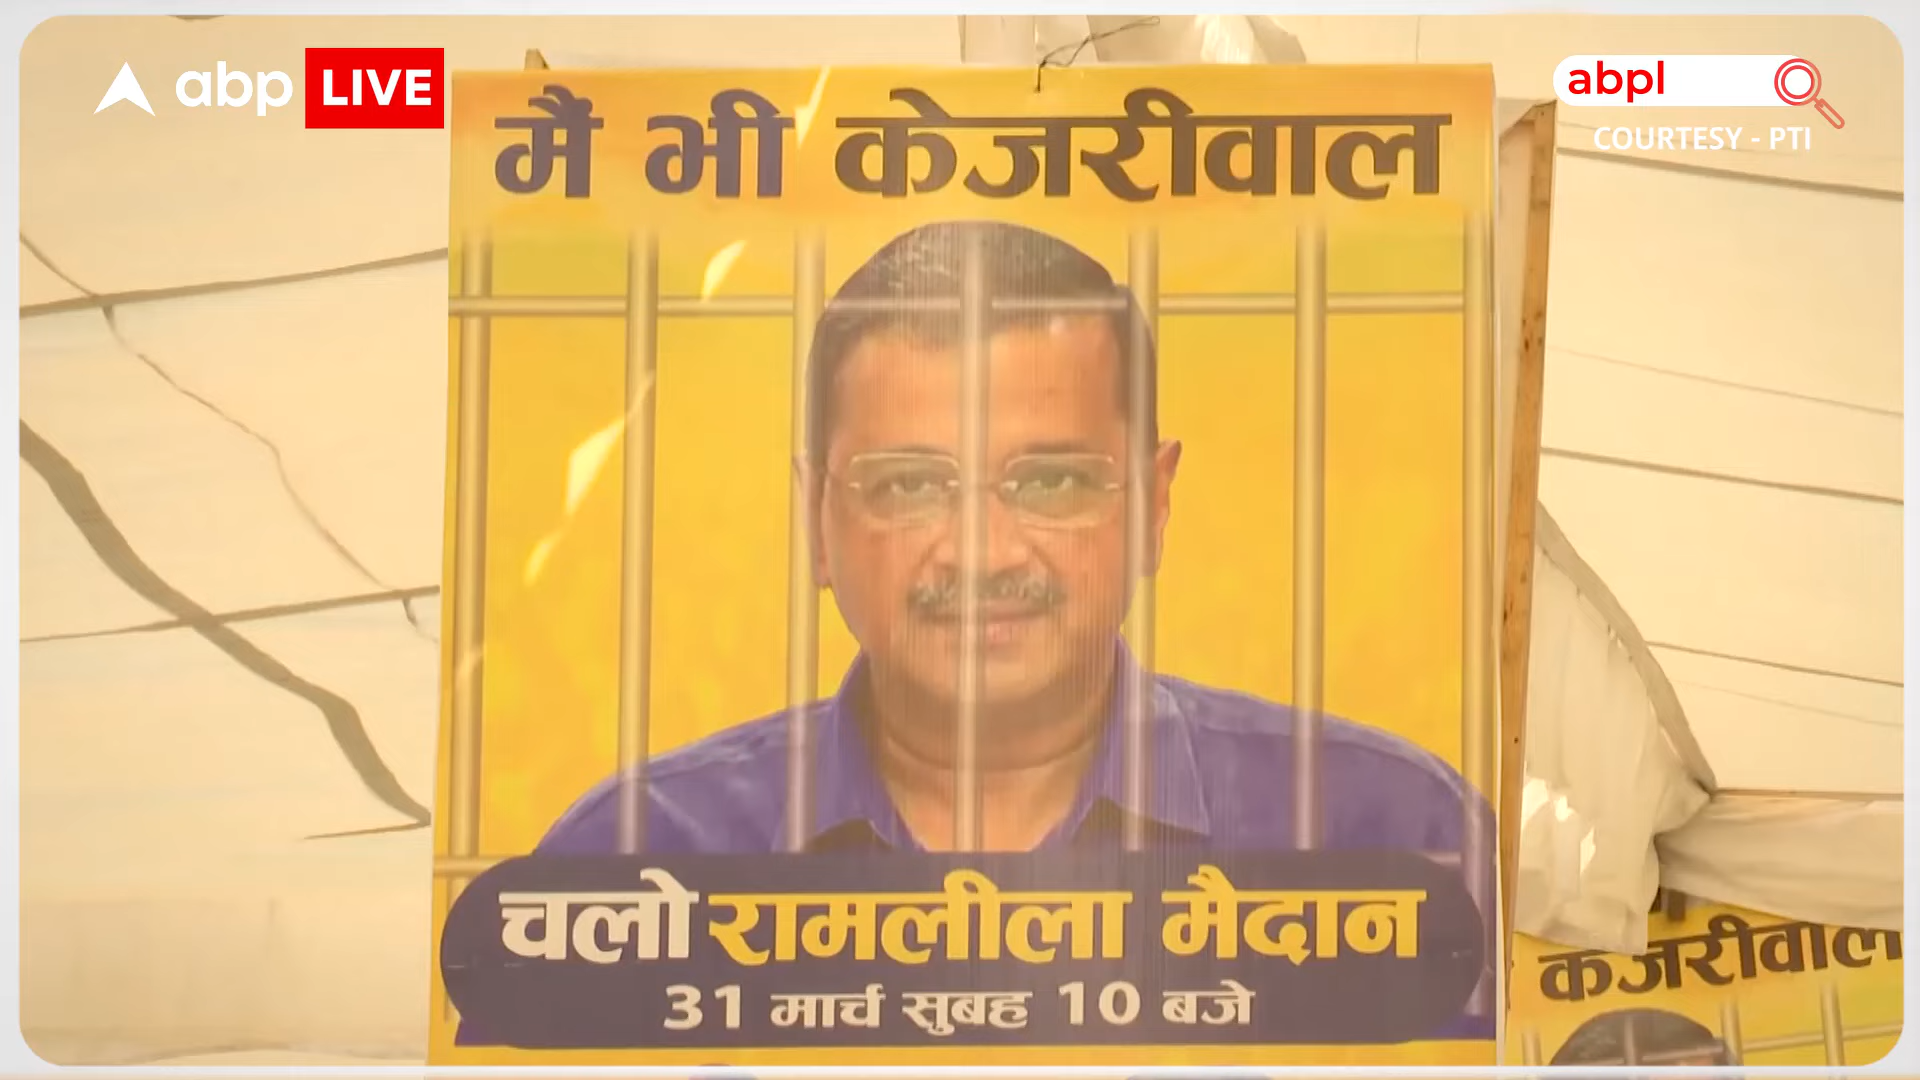 abp LIVE
abpl
COURTESY - PTI
मैं भी केजरीवाल
चलो रामलीला मैदान
31 मार्च सुबह 10 बजे
केजरीवाल